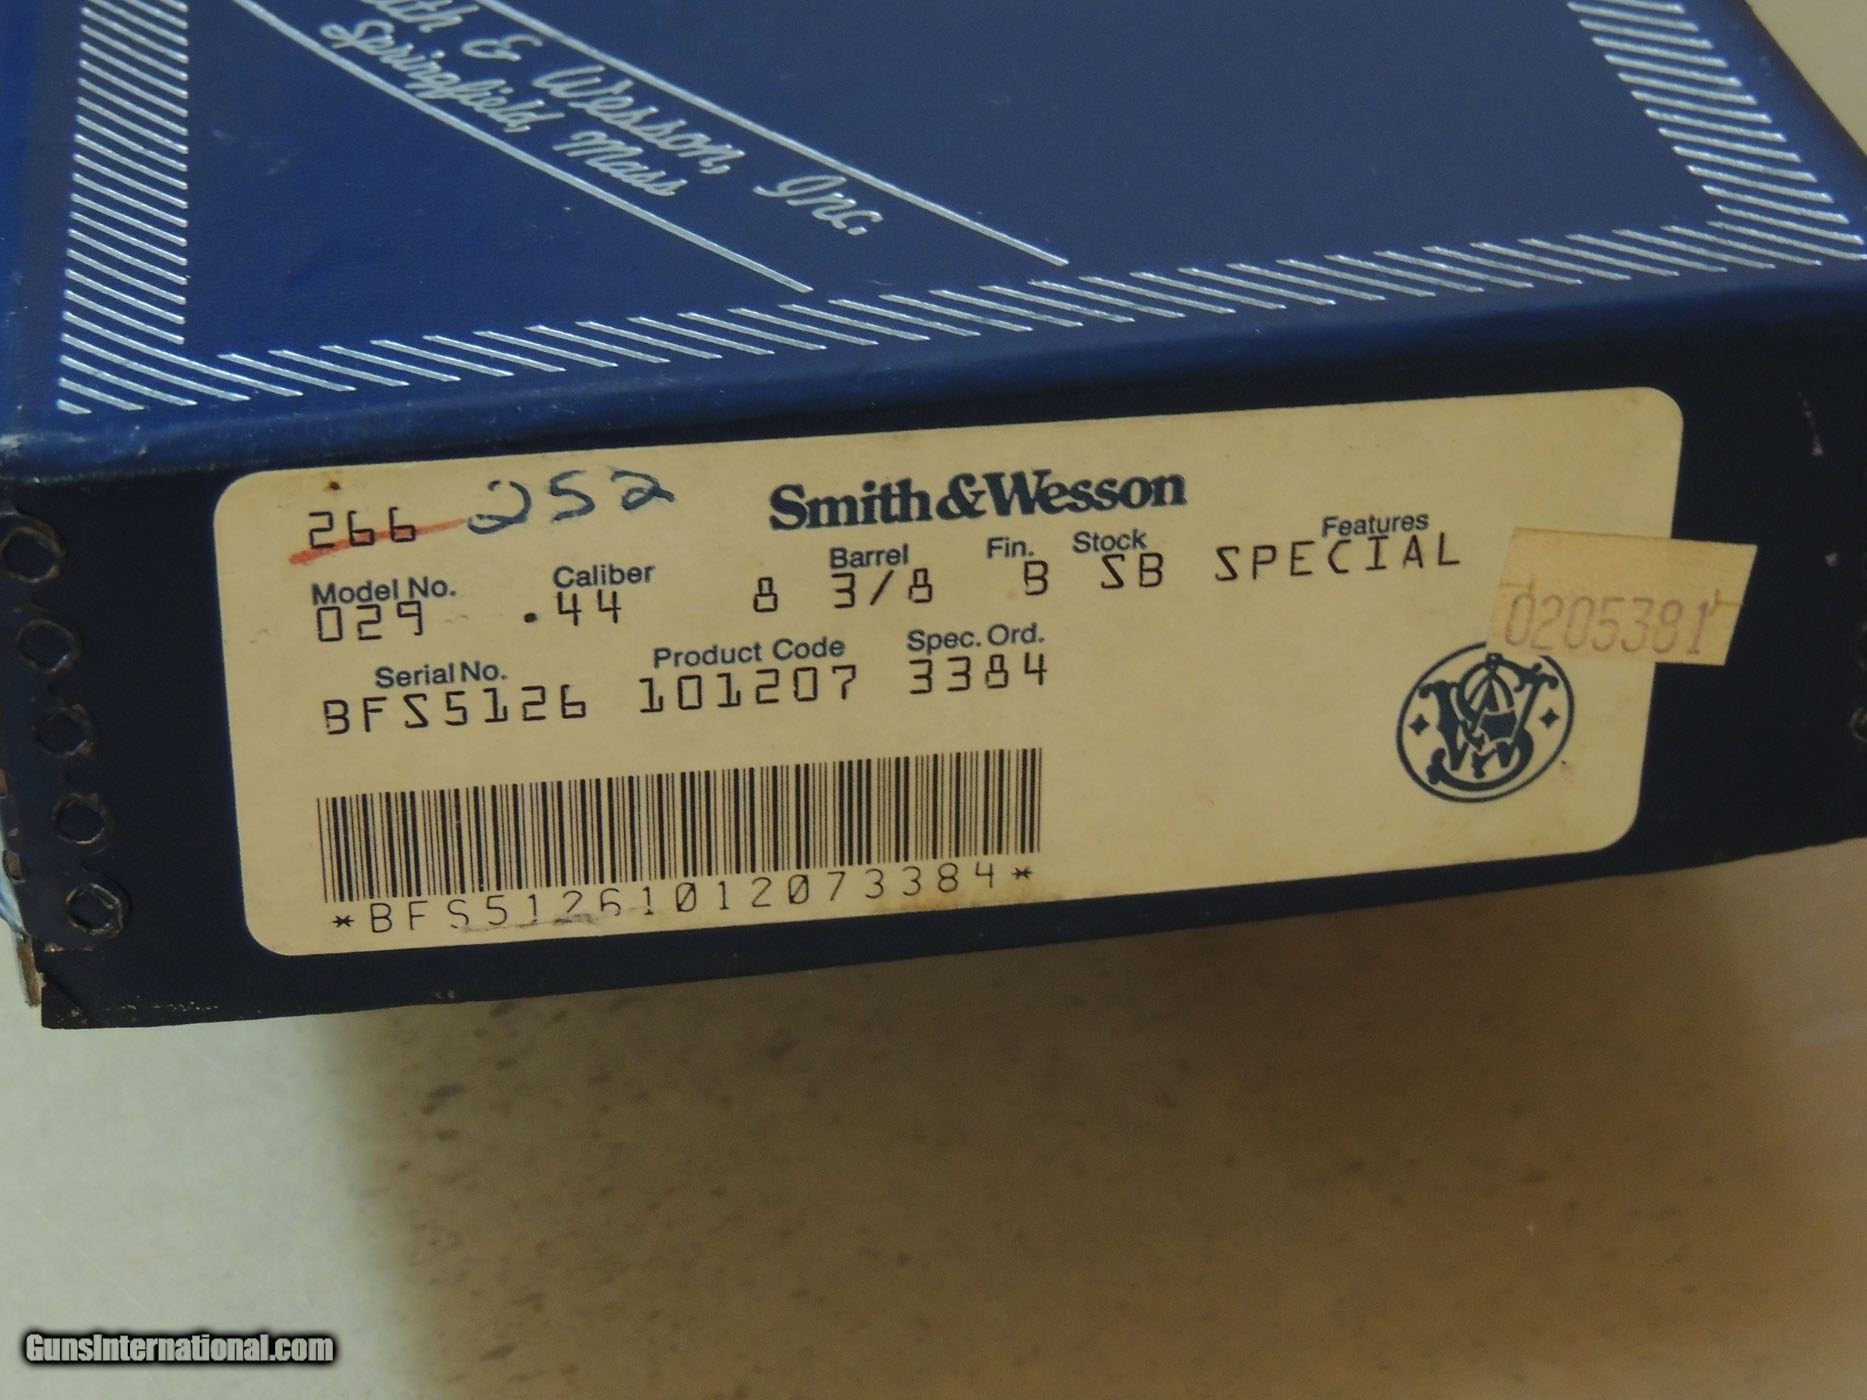 & Wesson, Inc.
Springfield, Mass.
266 252
Smith&Wesson
Model No. Caliber Barrel Fin. Stock Features
029 .44 8 3/8 B SB SPECIAL
0205381
Serial No. Product Code Spec. Ord.
BFS5126 101207 3384
*BFS51261012073384*
GunsInternational.com